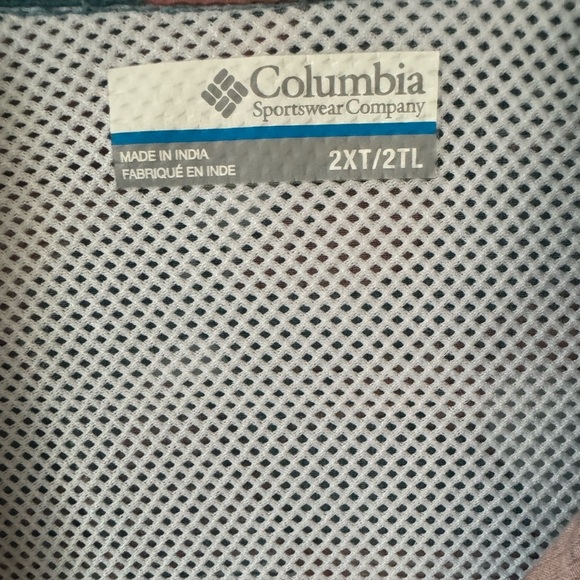 Columbia
Sportswear Company
MADE IN INDIA
FABRIQUÉ EN INDE
2XT/2TL